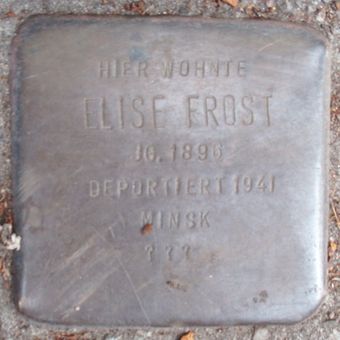 HIER WOHNTE
ELISE FROST
JG. 1896
DEPORTIERT 1941
MINSK
? ? ?